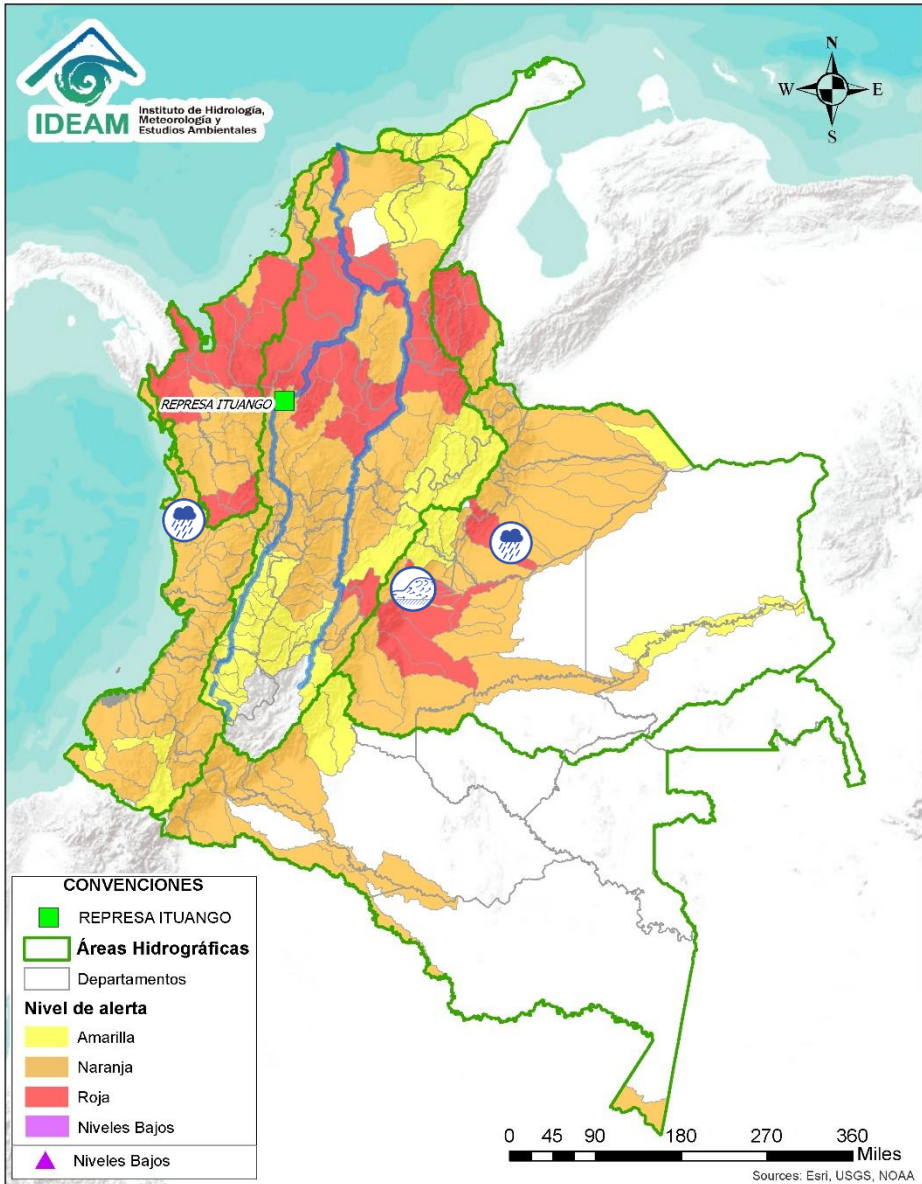 IDEAM
Instituto de Hidrología,
Meteorología y
Estudios Ambientales
N
W
E
S
REPRESA ITUANGO
CONVENCIONES
REPRESA ITUANGO
Áreas Hidrográficas
Departamentos
Nivel de alerta
Amarilla
Naranja
Roja
Niveles Bajos
Niveles Bajos
0 45 90 180 270 360
Miles
Sources: Esri, USGS, NOAA